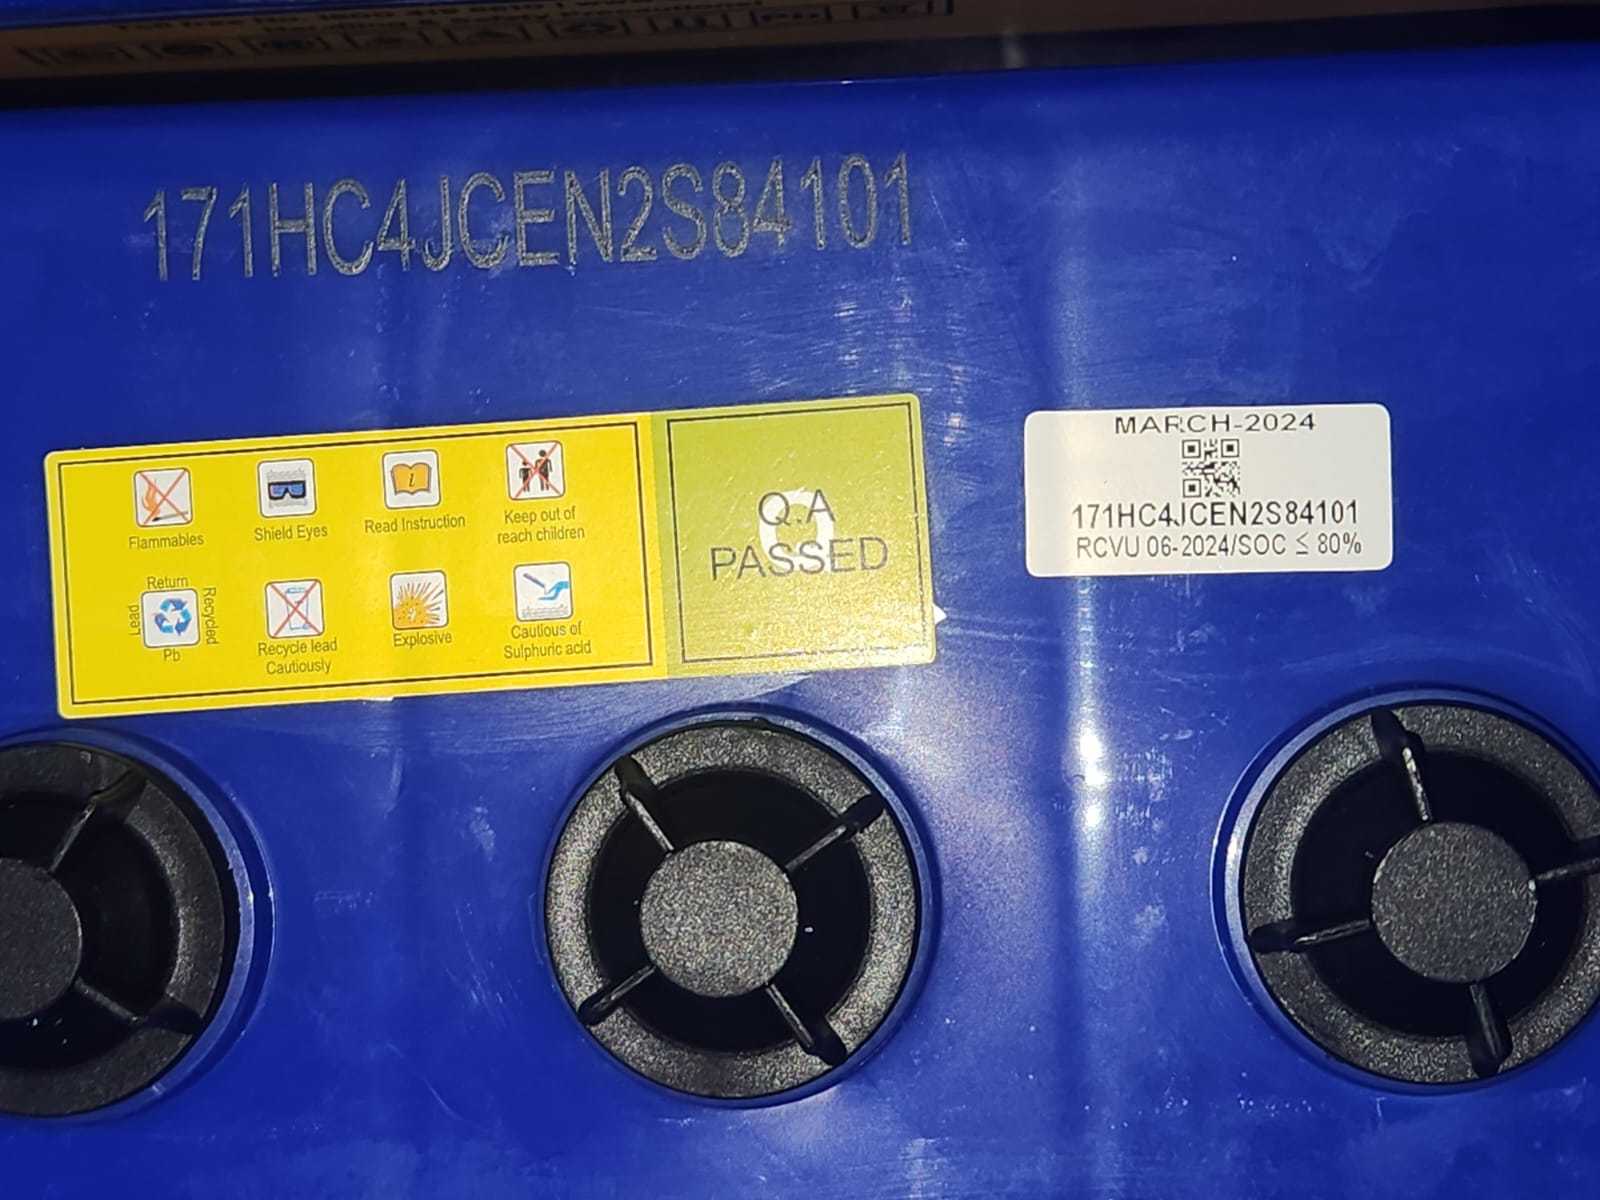 171HC4JCEN2S84101
MARCH-2024
171HC4JCEN2S84101
RCVU 06-2024/SOC ≤ 80%
Flammables
Shield Eyes
Read Instruction
Keep out of
reach children
Return
Lead
Recycled
Pb
Recycle lead
Cautiously
Explosive
Cautious of
Sulphuric acid
Q.A
PASSED